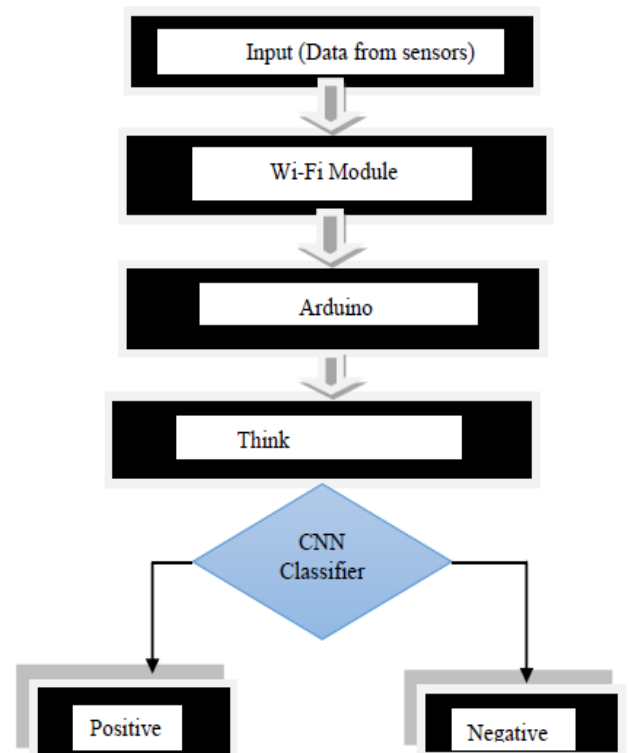 Input (Data from sensors)
Wi-Fi Module
Arduino
Think
CNN
Classifier
Positive
Negative